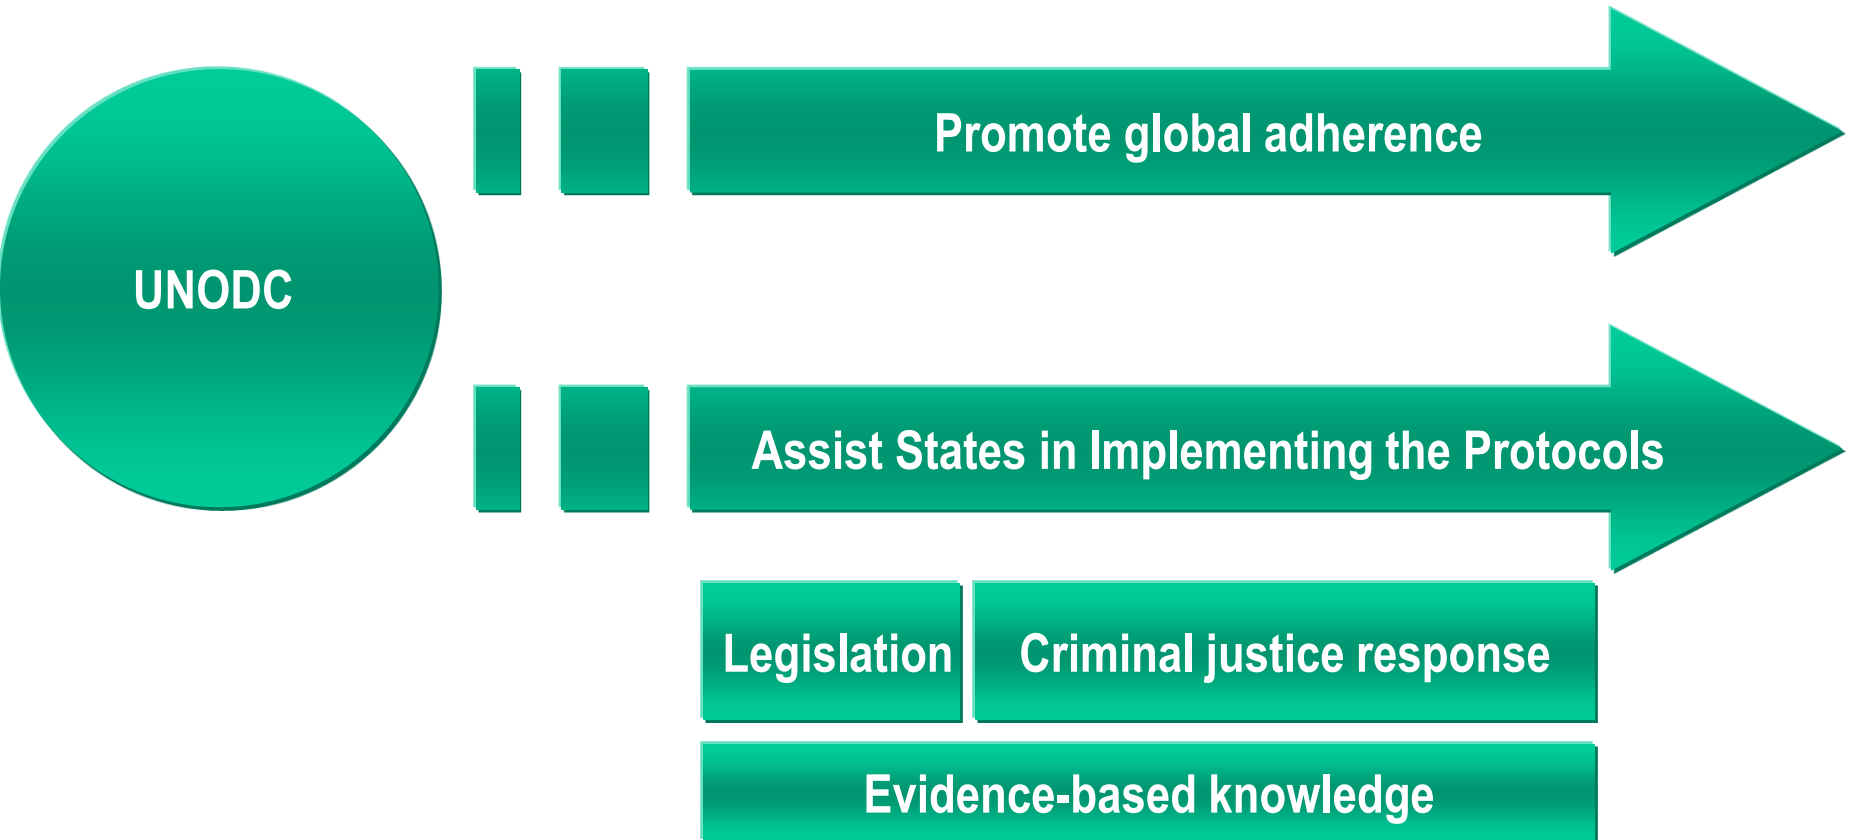 Promote global adherence
UNODC
Assist States in Implementing the Protocols
Legislation
Criminal justice response
Evidence-based knowledge